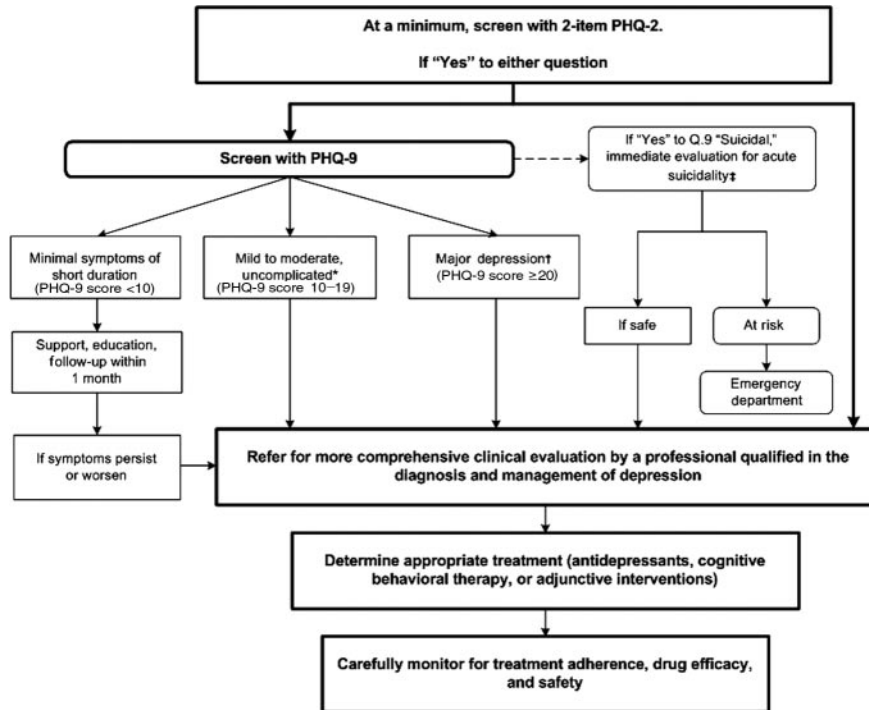 At a minimum, screen with 2-item PHQ-2.
If “Yes” to either question
Screen with PHQ-9
If “Yes” to Q.9 “Suicidal,”
immediate evaluation for acute
suicidality‡
Minimal symptoms of
short duration
(PHQ-9 score <10)
Mild to moderate,
uncomplicated*
(PHQ-9 score 10–19)
Major depression†
(PHQ-9 score ≥20)
If safe
At risk
Support, education,
follow-up within
1 month
Emergency
department
If symptoms persist
or worsen
Refer for more comprehensive clinical evaluation by a professional qualified in the
diagnosis and management of depression
Determine appropriate treatment (antidepressants, cognitive
behavioral therapy, or adjunctive interventions)
Carefully monitor for treatment adherence, drug efficacy,
and safety